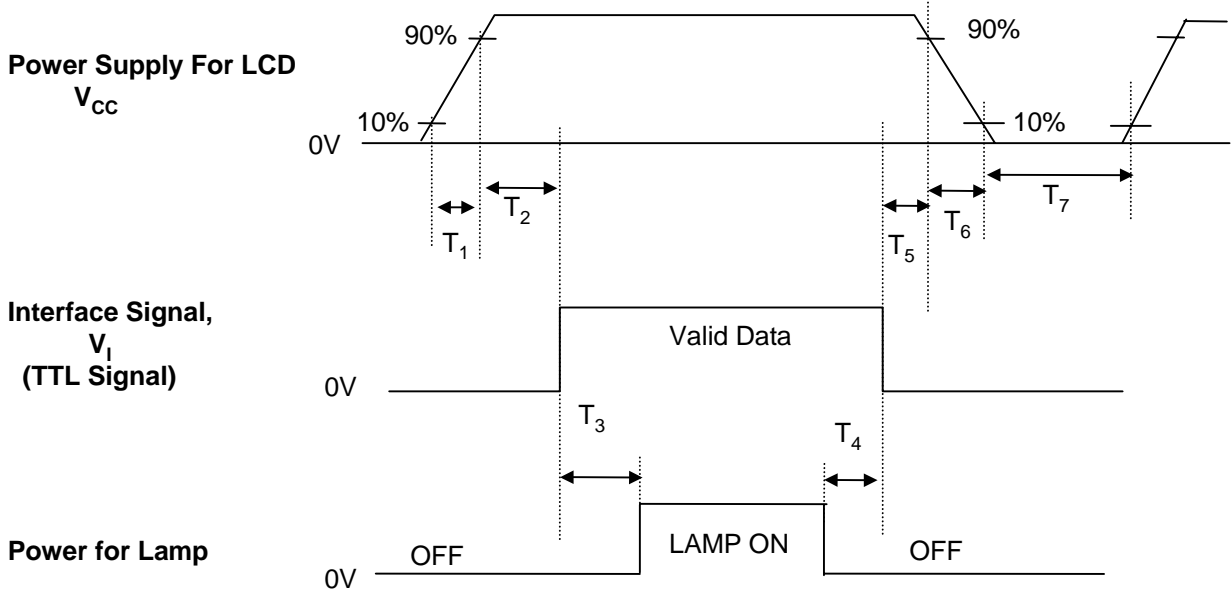 Power Supply For LCD
VCC
90%
10%
0V
90%
10%
T1
T2
T5
T6
T7
Interface Signal,
VI
(TTL Signal)
0V
Valid Data
T3
T4
Power for Lamp
0V
OFF
LAMP ON
OFF